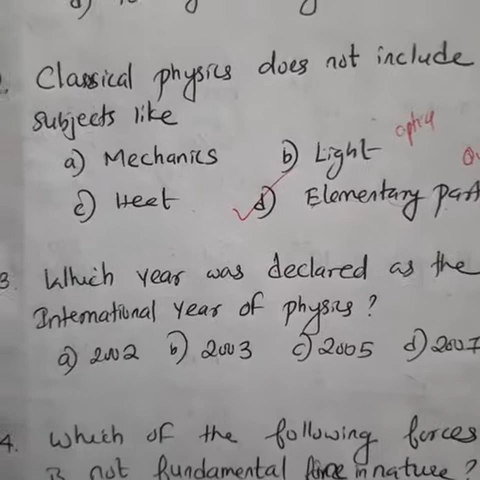 Classical physics does not include
subjects like
a) Mechanics b) Light
c) Heet d) Elementary part
3. Which year was declared as the
International year of physics?
a) 2002 b) 2003 c) 2005 d) 2007
4. Which of the following forces
is not fundamental force in nature?